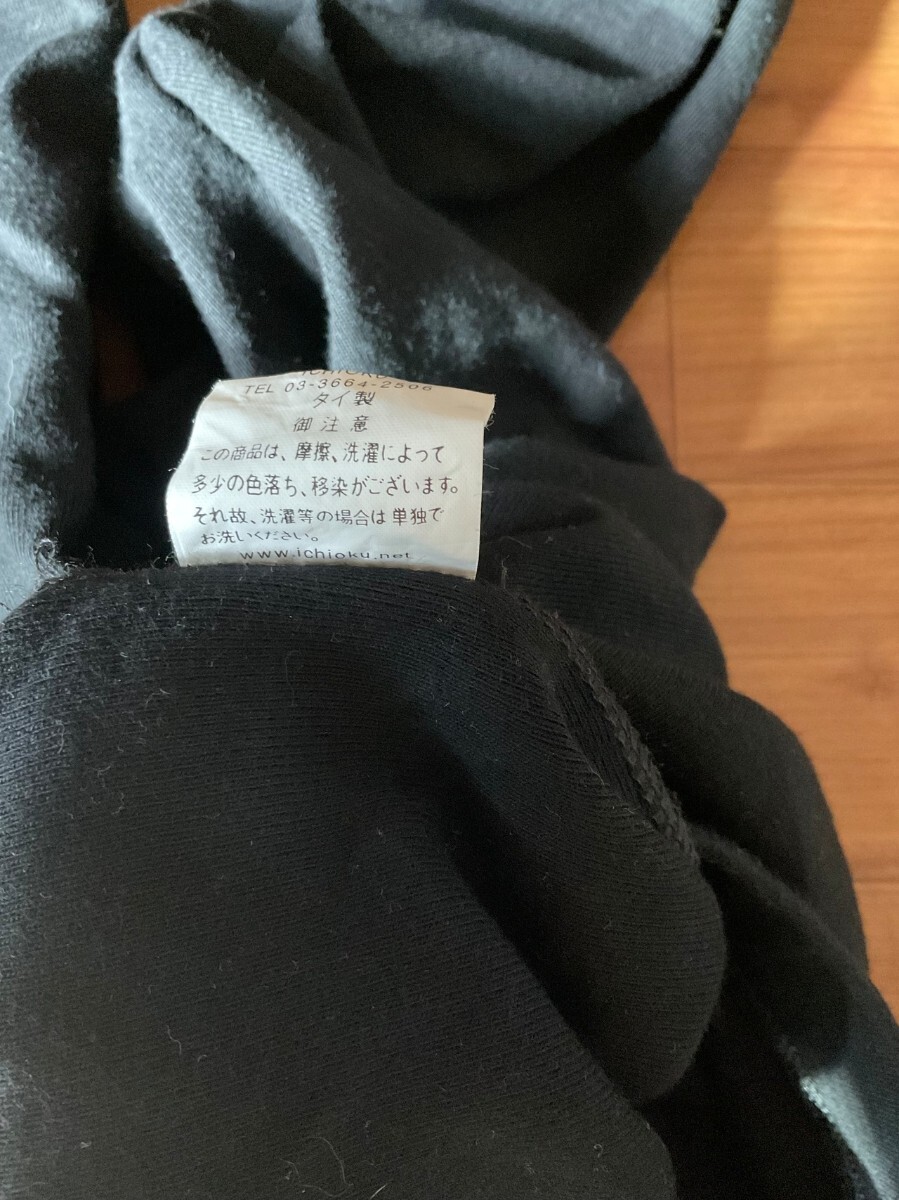 ICHIOKU
TEL 03-3664-2506
タイ製
御注意
この商品は、摩擦、洗濯によって
多少の色落ち、移染がございます。
それ故、洗濯等の場合は単独で
お洗いください。
www.ichioku.net